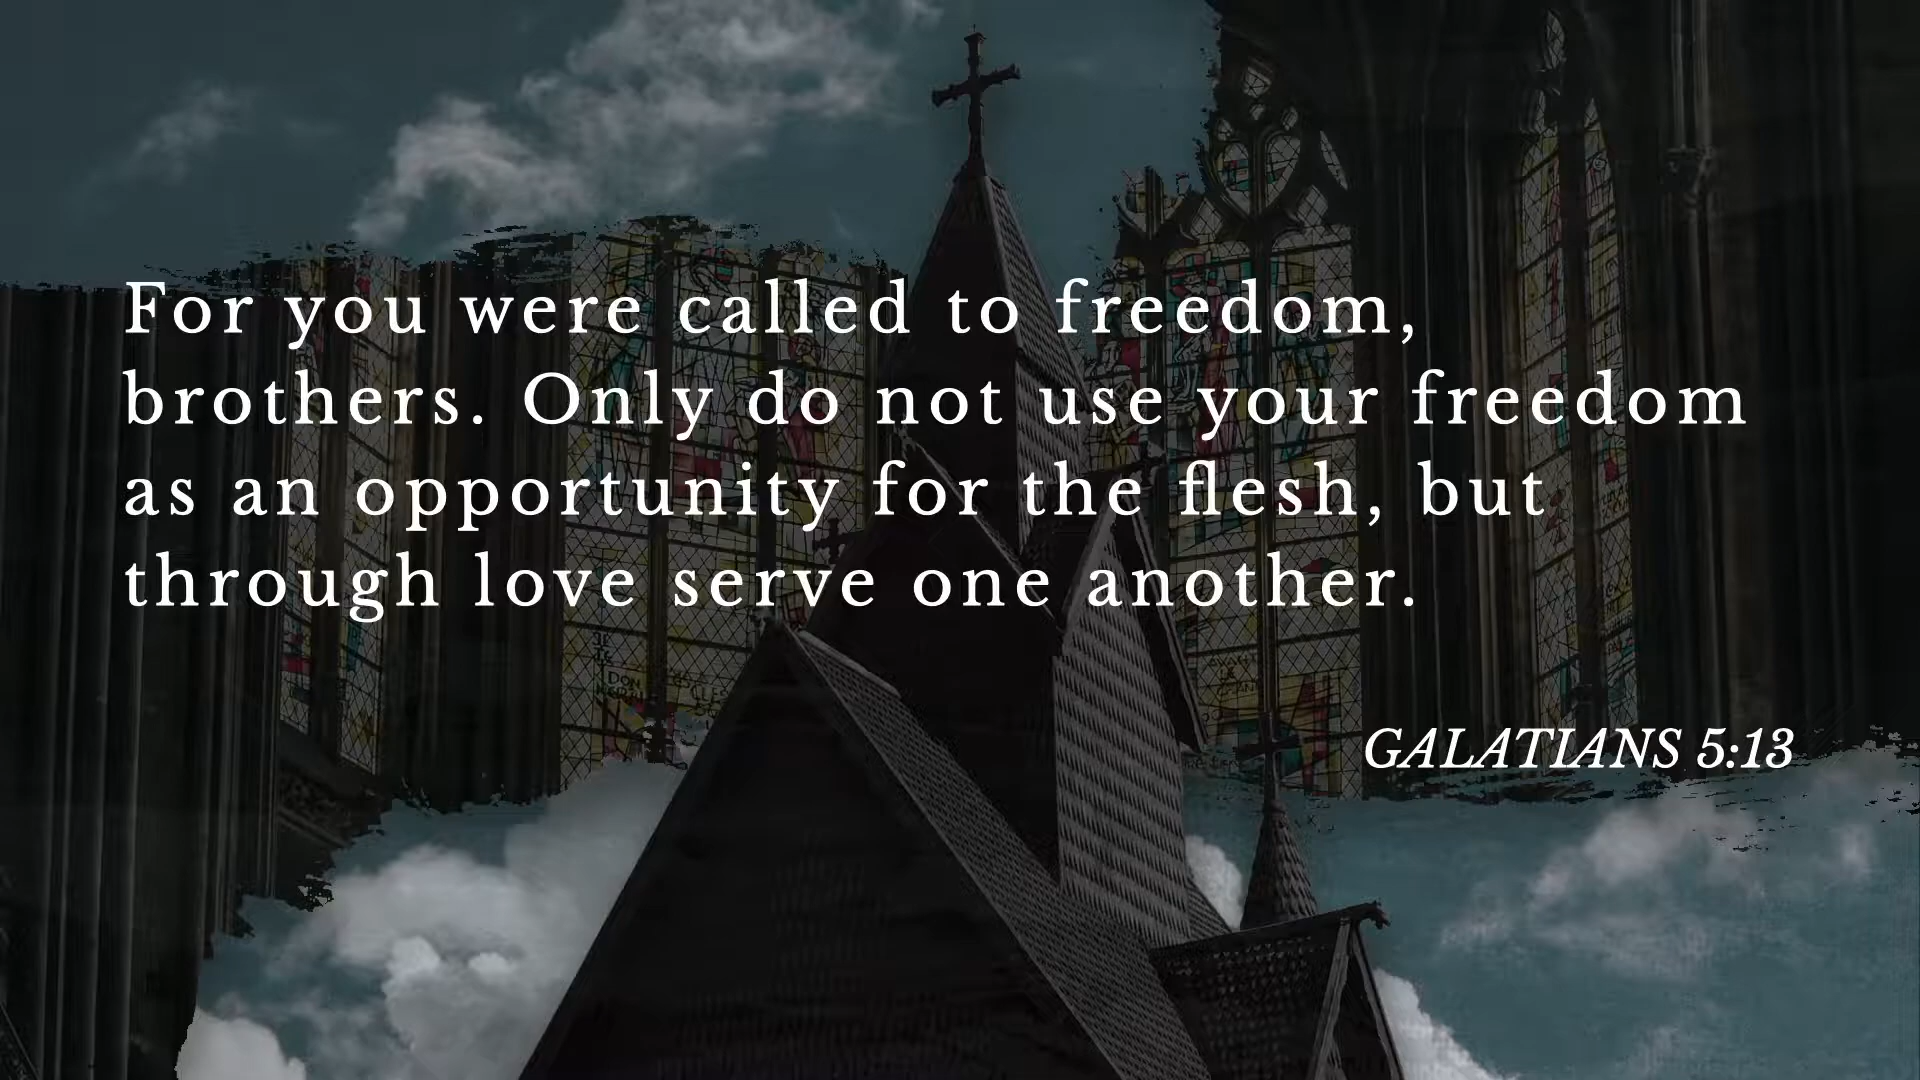 For you were called to freedom,
brothers. Only do not use your freedom
as an opportunity for the flesh, but
through love serve one another.
GALATIANS 5:13